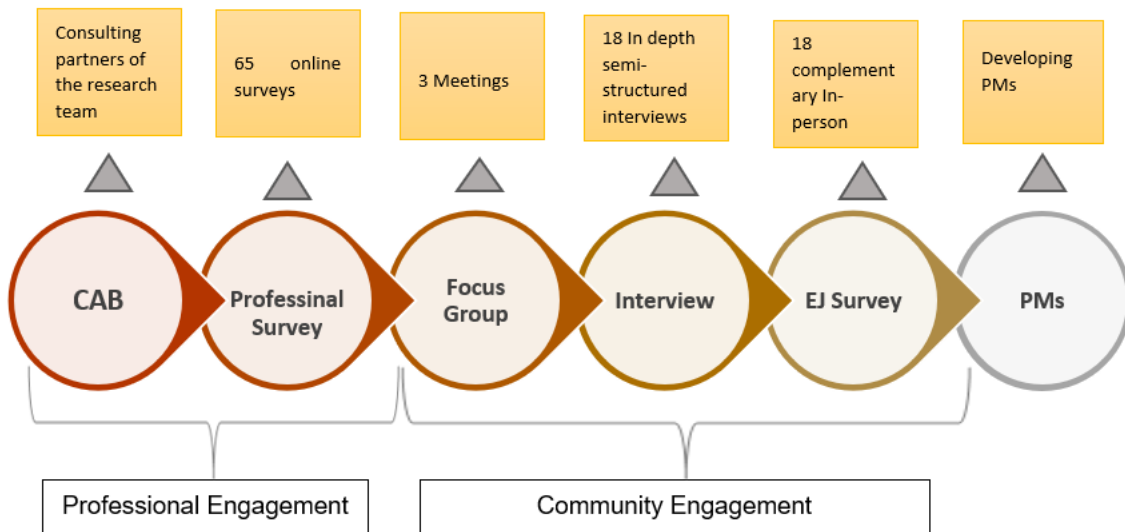 Consulting
partners of
the research
team
65 online
surveys
3 Meetings
18 In depth
semi-
structured
interviews
18
complement
ary In-
person
Developing
PMs
CAB
Professinal
Survey
Focus
Group
Interview
EJ Survey
PMs
Professional Engagement
Community Engagement